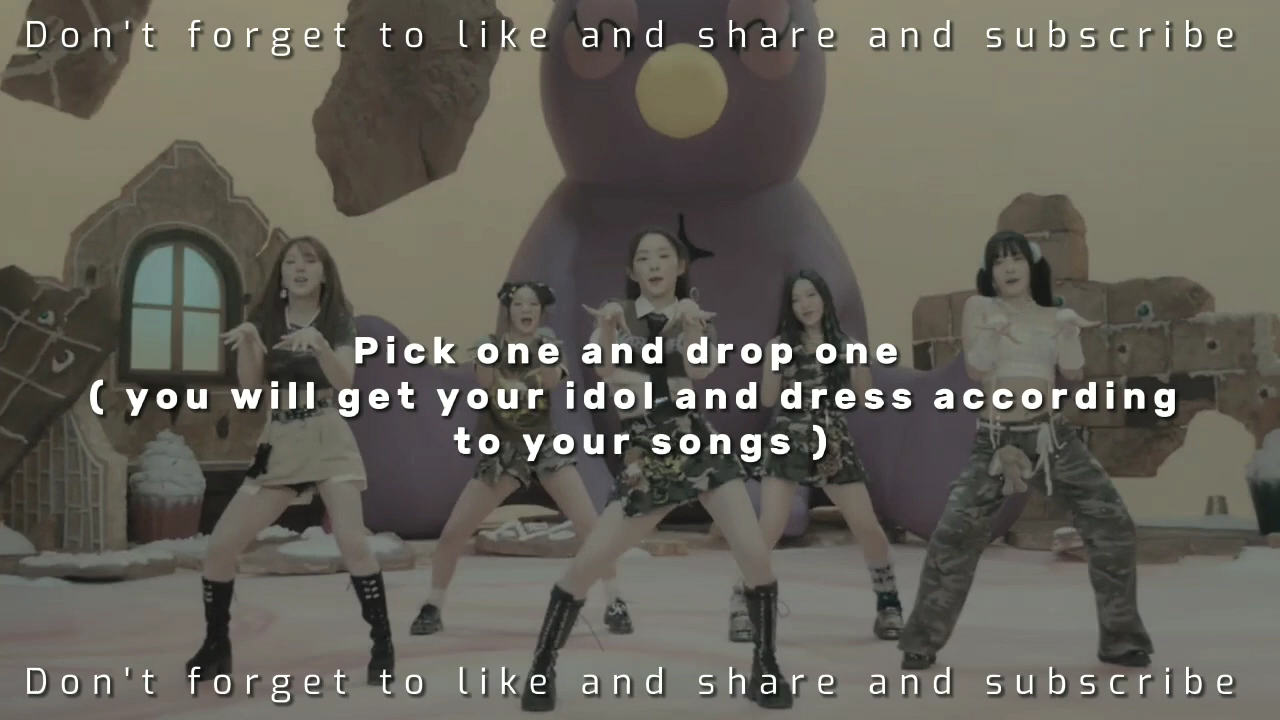 Don't forget to like and share and subscribe
Pick one and drop one
( you will get your idol and dress according
to your songs )
Don't forget to like and share and subscribe